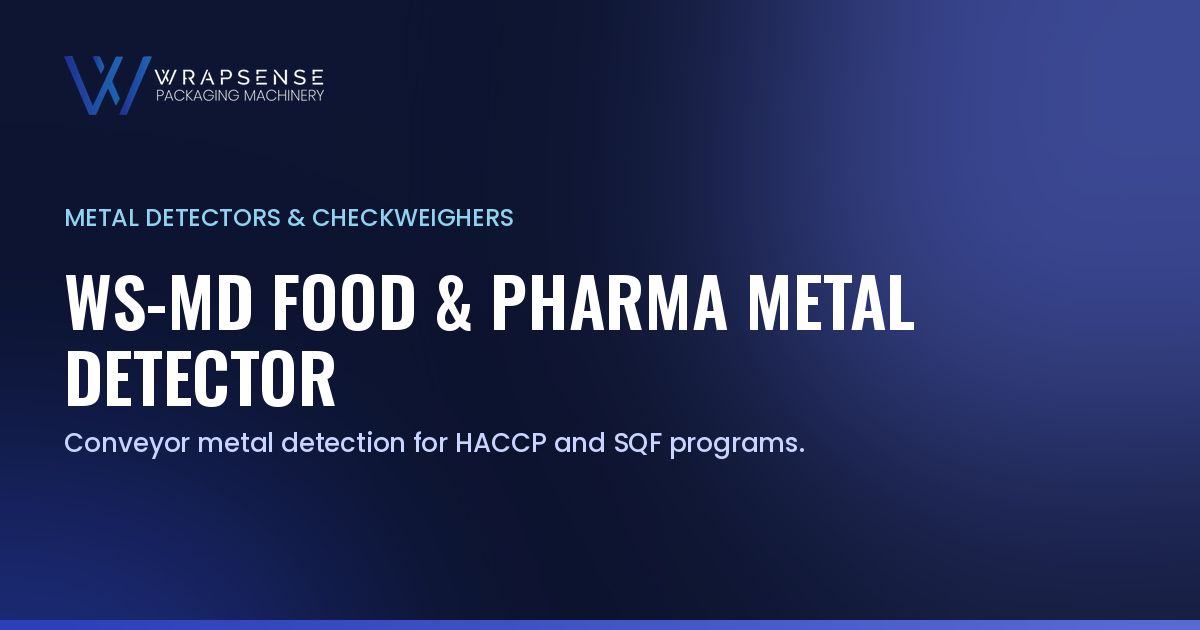 WRAPSENSE
PACKAGING MACHINERY
METAL DETECTORS & CHECKWEIGHERS
WS-MD FOOD & PHARMA METAL
DETECTOR
Conveyor metal detection for HACCP and SQF programs.